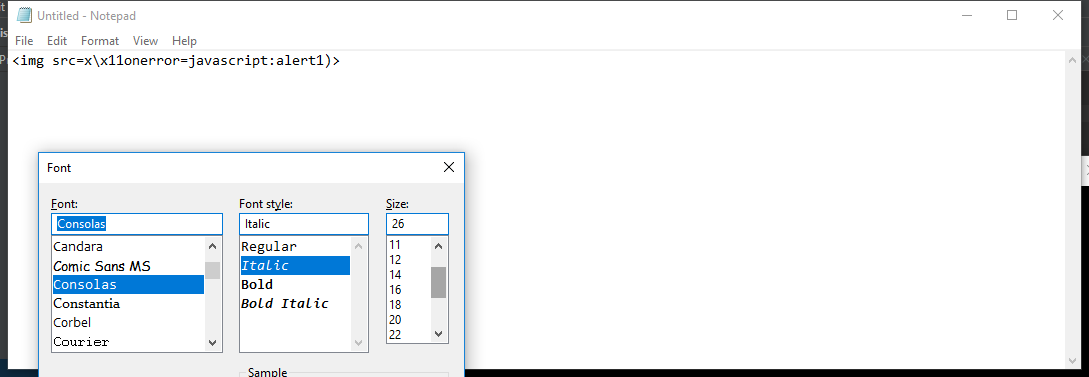 Untitled - Notepad
File Edit Format View Help
<img src=x\x11onerror=javascript:alert1)>
Font
Font: Font style: Size:
Consolas Italic 26
Candara Regular 11
Comic Sans MS Italic 12
Consolas Bold 14
Constantia Bold Italic 16
Corbel 18
Courier 20
22
Sample